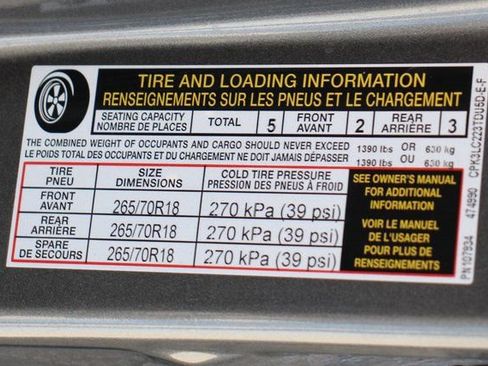 TIRE AND LOADING INFORMATION
RENSEIGNEMENTS SUR LES PNEUS ET LE CHARGEMENT
SEATING CAPACITY TOTAL 5 FRONT 2 REAR 3
NOMBRE DE PLACES AVANT ARRIÈRE
THE COMBINED WEIGHT OF OCCUPANTS AND CARGO SHOULD NEVER EXCEED 1390 lbs OR 630 kg
LE POIDS TOTAL DES OCCUPANTS ET DU CHARGEMENT NE DOIT JAMAIS DÉPASSER 1390 lbs OU 630 kg
TIRE SIZE COLD TIRE PRESSURE
PNEU DIMENSIONS PRESSION DES PNEUS À FROID
FRONT
AVANT 265/70R18 270 kPa (39 psi)
REAR
ARRIÈRE 265/70R18 270 kPa (39 psi)
SPARE
DE SECOURS 265/70R18 270 kPa (39 psi)
SEE OWNER'S MANUAL
FOR ADDITIONAL
INFORMATION
VOIR LE MANUEL
DE L'USAGER
POUR PLUS DE
RENSEIGNEMENTS
PN107934 474990 CPK3LC223TDU5D-E-F